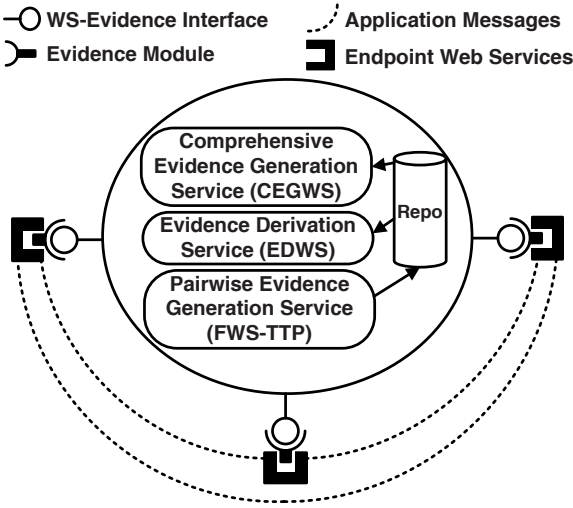 WS-Evidence Interface
Application Messages
Evidence Module
Endpoint Web Services
Comprehensive
Evidence Generation
Service (CEGWS)
Repo
Evidence Derivation
Service (EDWS)
Pairwise Evidence
Generation Service
(FWS-TTP)